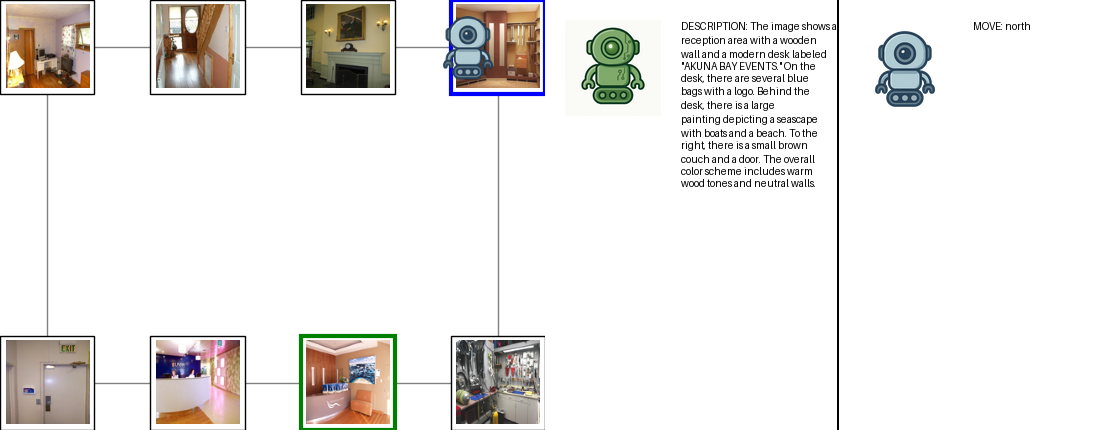 DESCRIPTION: The image shows a
reception area with a wooden
wall and a modern desk labeled
"AKUNA BAY EVENTS." On the
desk, there are several blue
bags with a logo. Behind the
desk, there is a large
painting depicting a seascape
with boats and a beach. To the
right, there is a small brown
couch and a door. The overall
color scheme includes warm
wood tones and neutral walls.
MOVE: north
EXIT